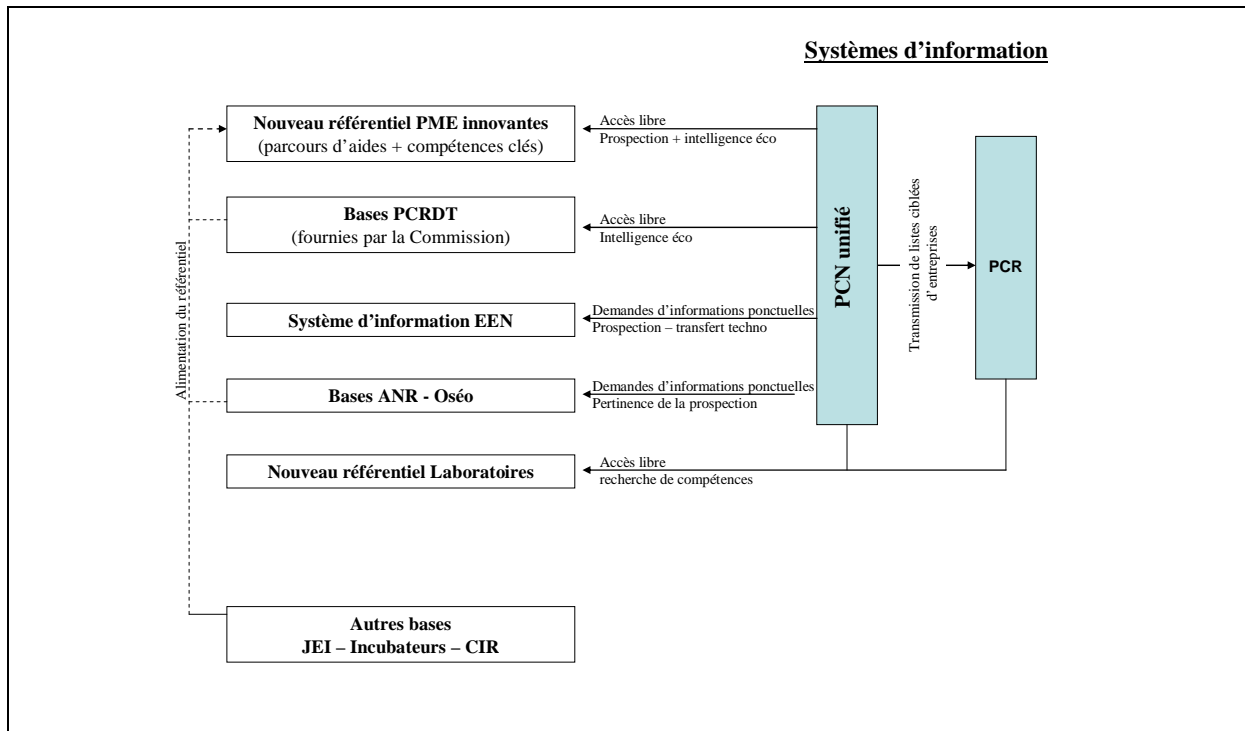 Systèmes d'information
Nouveau référentiel PME innovantes
(parcours d'aides + compétences clés)
Accès libre
Prospection + intelligence éco
Bases PCRDT
(fournies par la Commission)
Accès libre
Intelligence éco
Système d'information EEN
Demandes d'informations ponctuelles
Prospection – transfert techno
Bases ANR - Oséo
Demandes d'informations ponctuelles
Pertinence de la prospection
Nouveau référentiel Laboratoires
Accès libre
recherche de compétences
Autres bases
JEI – Incubateurs – CIR
Alimentation du référentiel
PCN unifié
Transmission de listes ciblées
d' entreprises
PCR